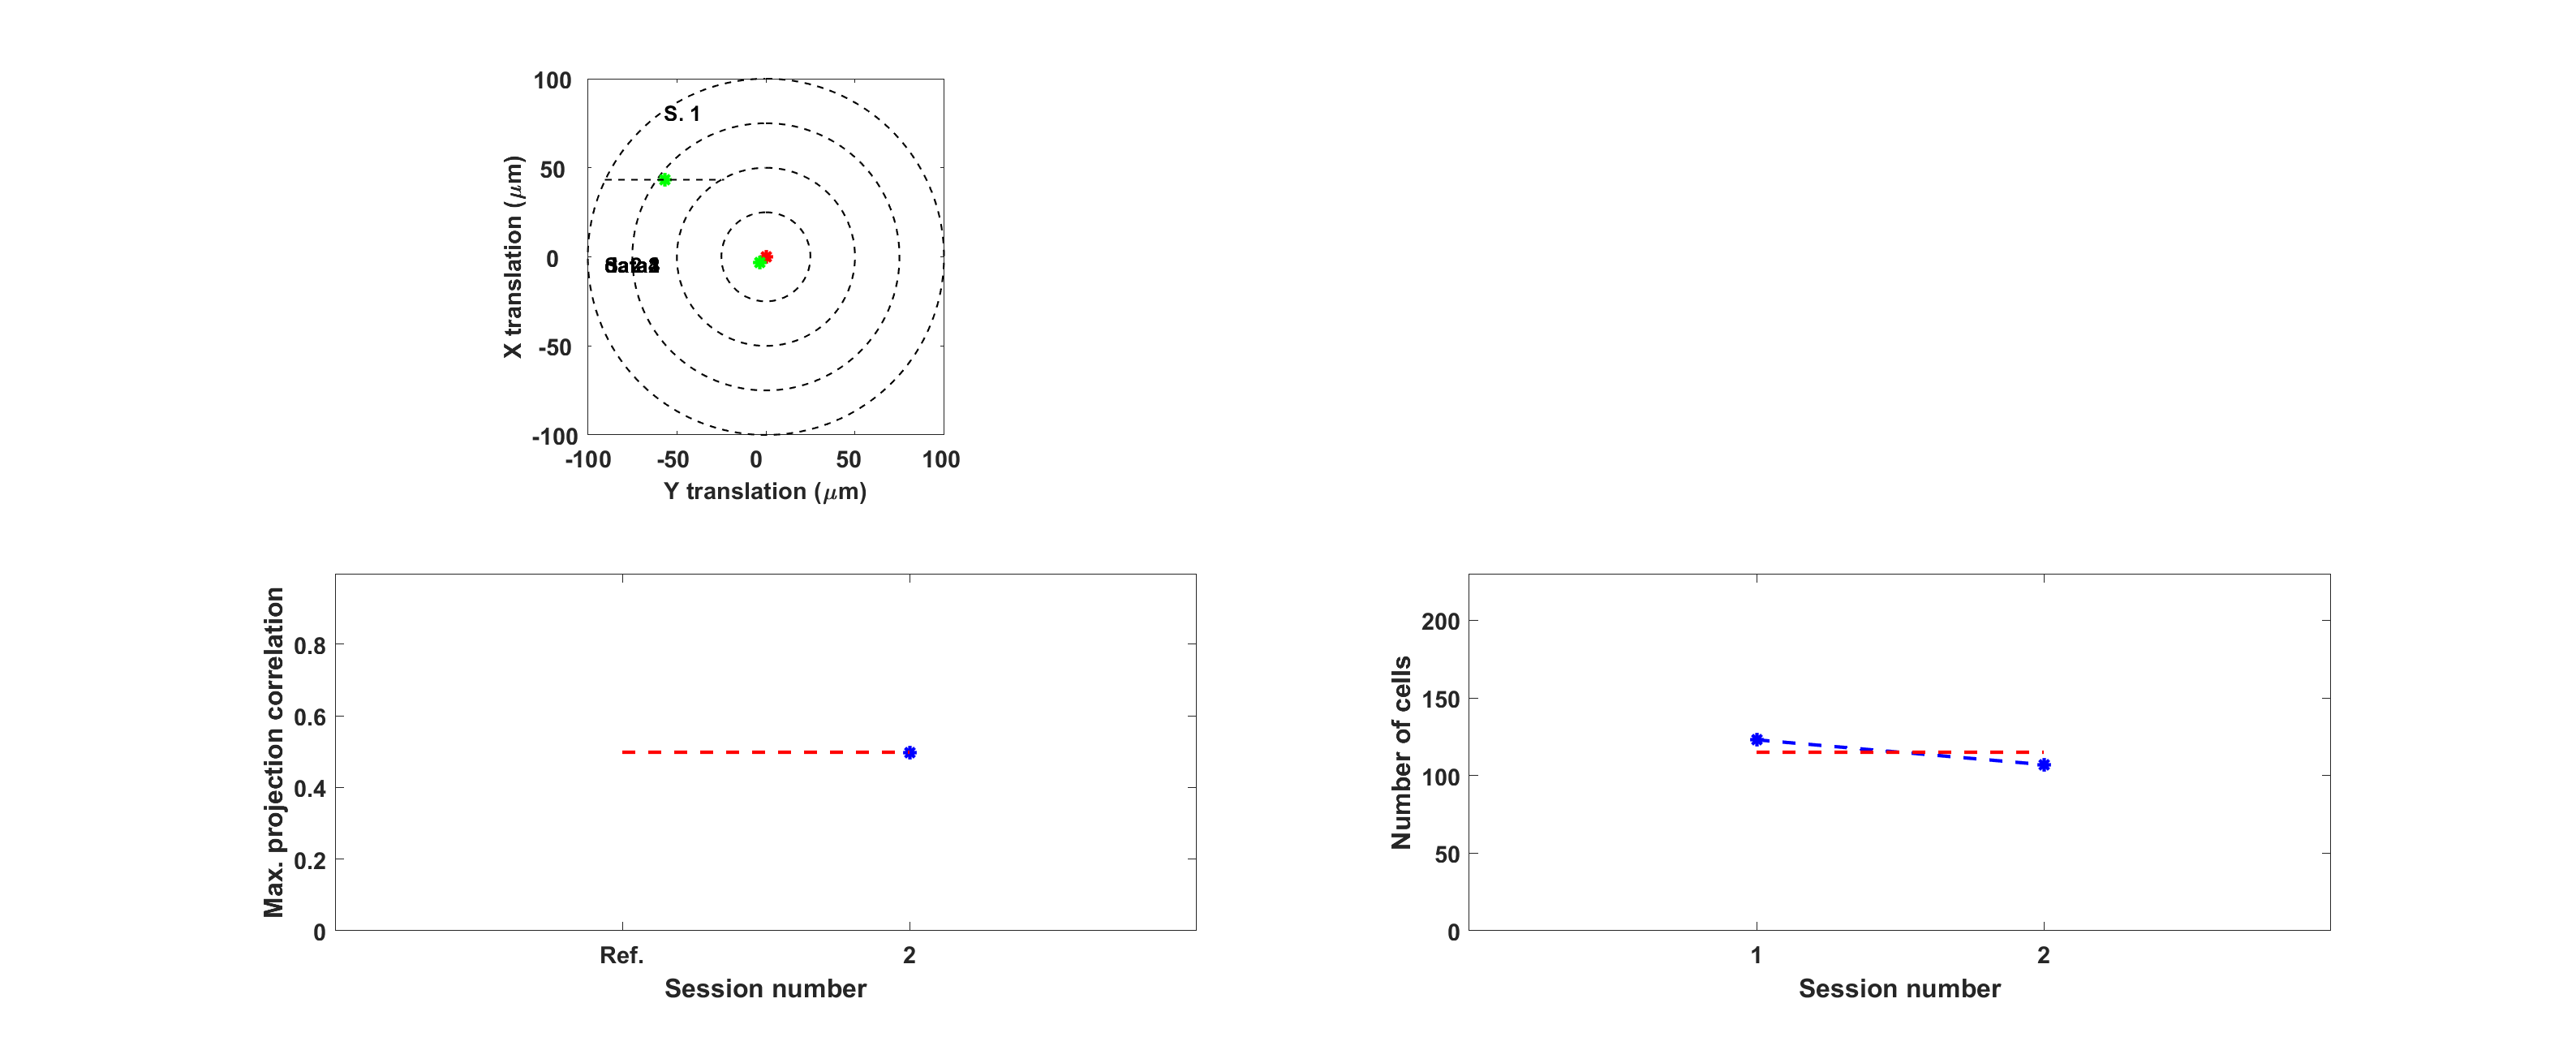 100
S. 1
50
0
-50
-100
X translation (μm)
-100 -50 0 50 100
Y translation (μm)
Max. projection correlation
0.8
0.6
0.4
0.2
0
Ref. 2
Session number
Number of cells
200
150
100
50
0
1 2
Session number